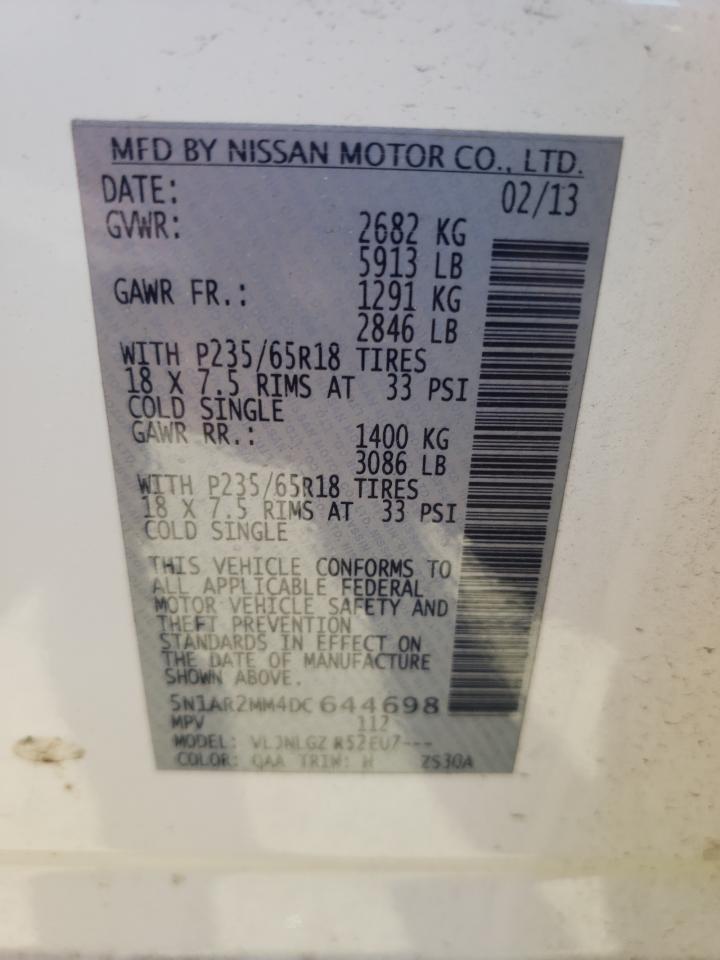 MFD BY NISSAN MOTOR CO., LTD.
DATE: 02/13
GVWR: 2682 KG
5913 LB
GAWR FR.: 1291 KG
2846 LB
WITH P235/65R18 TIRES
18 X 7.5 RIMS AT 33 PSI
COLD SINGLE
GAWR RR.: 1400 KG
3086 LB
WITH P235/65R18 TIRES
18 X 7.5 RIMS AT 33 PSI
COLD SINGLE
THIS VEHICLE CONFORMS TO
ALL APPLICABLE FEDERAL
MOTOR VEHICLE SAFETY AND
THEFT PREVENTION
STANDARDS IN EFFECT ON
THE DATE OF MANUFACTURE
SHOWN ABOVE.
5N1AR2MM4DC644698
MPV 112
MODEL: R52EU7---
COLOR: QAA TRIM: ZS30A